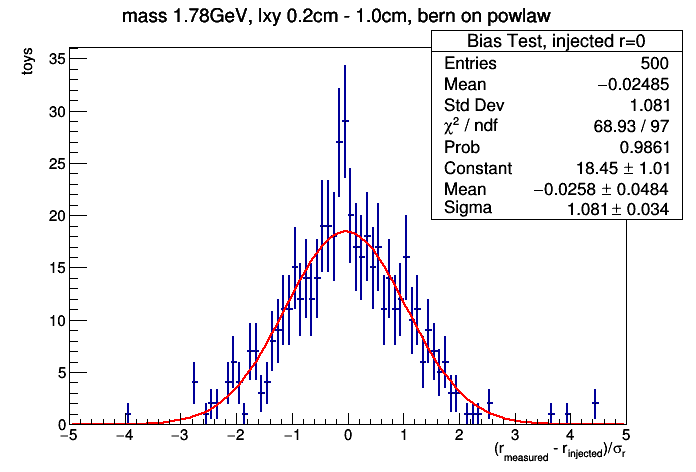 mass 1.78GeV, lxy 0.2cm - 1.0cm, bern on powlaw
toys
Bias Test, injected r=0
Entries 500
Mean −0.02485
Std Dev 1.081
χ² / ndf 68.93 / 97
Prob 0.9861
Constant 18.45 ± 1.01
Mean −0.0258 ± 0.0484
Sigma 1.081 ± 0.034
35
30
25
20
15
10
5
0
−5 −4 −3 −2 −1 0 1 2 3 4 5
(r_measured - r_injected)/σ_r